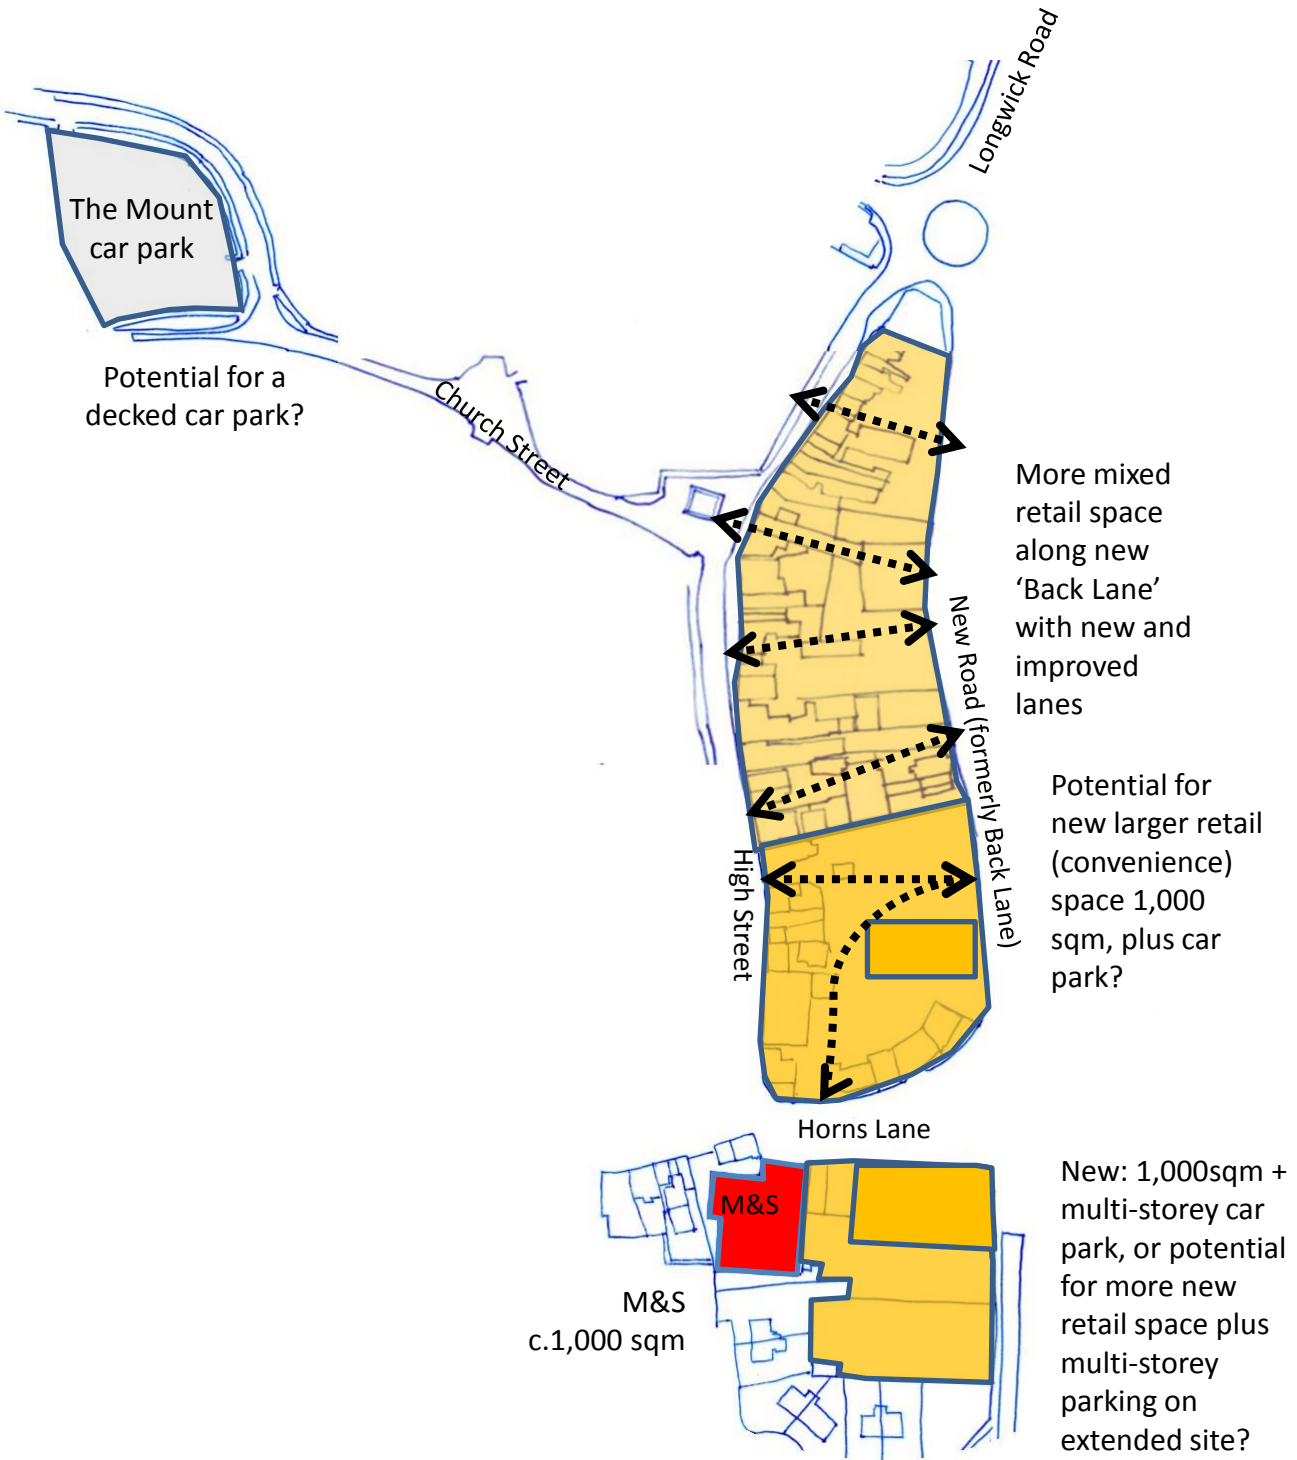 Longwick Road
The Mount
car park
Potential for a
decked car park?
Church Street
More mixed
retail space
along new
‘Back Lane’
with new and
improved
lanes
New Road (formerly Back Lane)
Potential for
new larger retail
(convenience)
space 1,000
sqm, plus car
park?
High Street
Horns Lane
M&S
M&S
c.1,000 sqm
New: 1,000sqm +
multi-storey car
park, or potential
for more new
retail space plus
multi-storey
parking on
extended site?